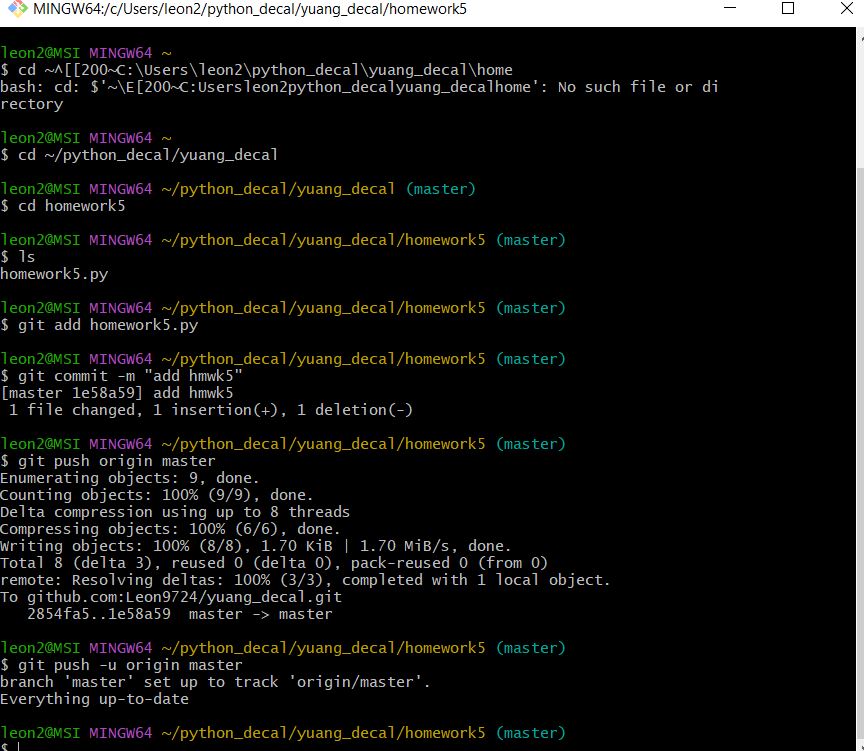 MINGW64:/c/Users/leon2/python_decal/yuang_decal/homework5
leon2@MSI MINGW64 ~
$ cd ~^[[200~C:\Users\leon2\python_decal\yuang_decal\home
bash: cd: $'~\E[200~C:Usersleon2python_decalyuang_decalhome': No such file or di
rectory
leon2@MSI MINGW64 ~
$ cd ~/python_decal/yuang_decal
leon2@MSI MINGW64 ~/python_decal/yuang_decal (master)
$ cd homework5
leon2@MSI MINGW64 ~/python_decal/yuang_decal/homework5 (master)
$ ls
homework5.py
leon2@MSI MINGW64 ~/python_decal/yuang_decal/homework5 (master)
$ git add homework5.py
leon2@MSI MINGW64 ~/python_decal/yuang_decal/homework5 (master)
$ git commit -m "add hmwk5"
[master 1e58a59] add hmwk5
 1 file changed, 1 insertion(+), 1 deletion(-)
leon2@MSI MINGW64 ~/python_decal/yuang_decal/homework5 (master)
$ git push origin master
Enumerating objects: 9, done.
Counting objects: 100% (9/9), done.
Delta compression using up to 8 threads
Compressing objects: 100% (6/6), done.
Writing objects: 100% (8/8), 1.70 KiB | 1.70 MiB/s, done.
Total 8 (delta 3), reused 0 (delta 0), pack-reused 0 (from 0)
remote: Resolving deltas: 100% (3/3), completed with 1 local object.
To github.com:Leon9724/yuang_decal.git
   2854fa5..1e58a59  master -> master
leon2@MSI MINGW64 ~/python_decal/yuang_decal/homework5 (master)
$ git push -u origin master
branch 'master' set up to track 'origin/master'.
Everything up-to-date
leon2@MSI MINGW64 ~/python_decal/yuang_decal/homework5 (master)
$